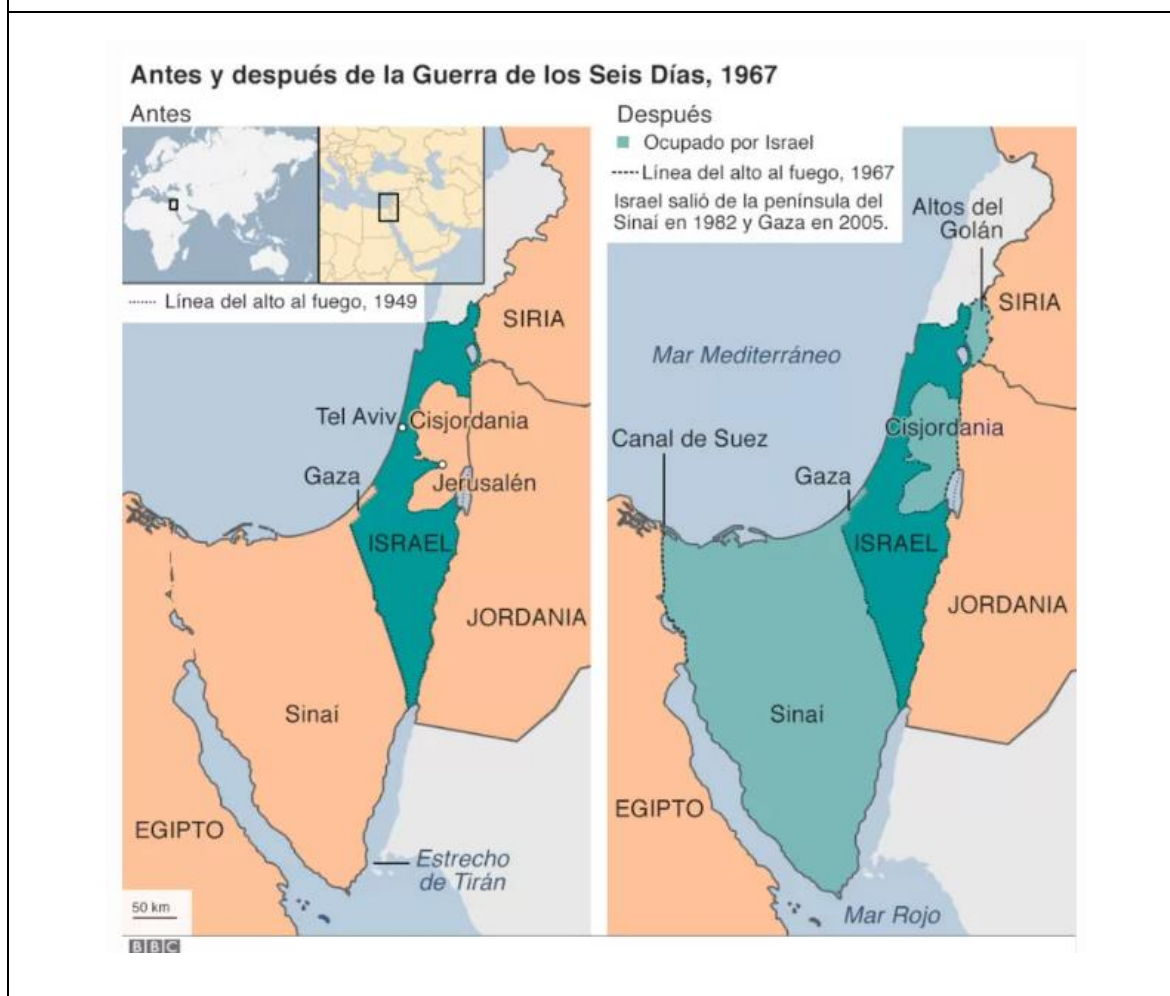 Antes y después de la Guerra de los Seis Días, 1967
Antes
Línea del alto al fuego, 1949
SIRIA
Tel Aviv
Cisjordania
Gaza
Jerusalén
ISRAEL
JORDANIA
Sinaí
EGIPTO
Estrecho
de Tirán
50 km
BBC
Después
Ocupado por Israel
Línea del alto al fuego, 1967
Israel salió de la península del
Sinaí en 1982 y Gaza en 2005.
Altos del
Golán
SIRIA
Mar Mediterráneo
Cisjordania
Canal de Suez
Gaza
ISRAEL
JORDANIA
Sinaí
EGIPTO
Mar Rojo